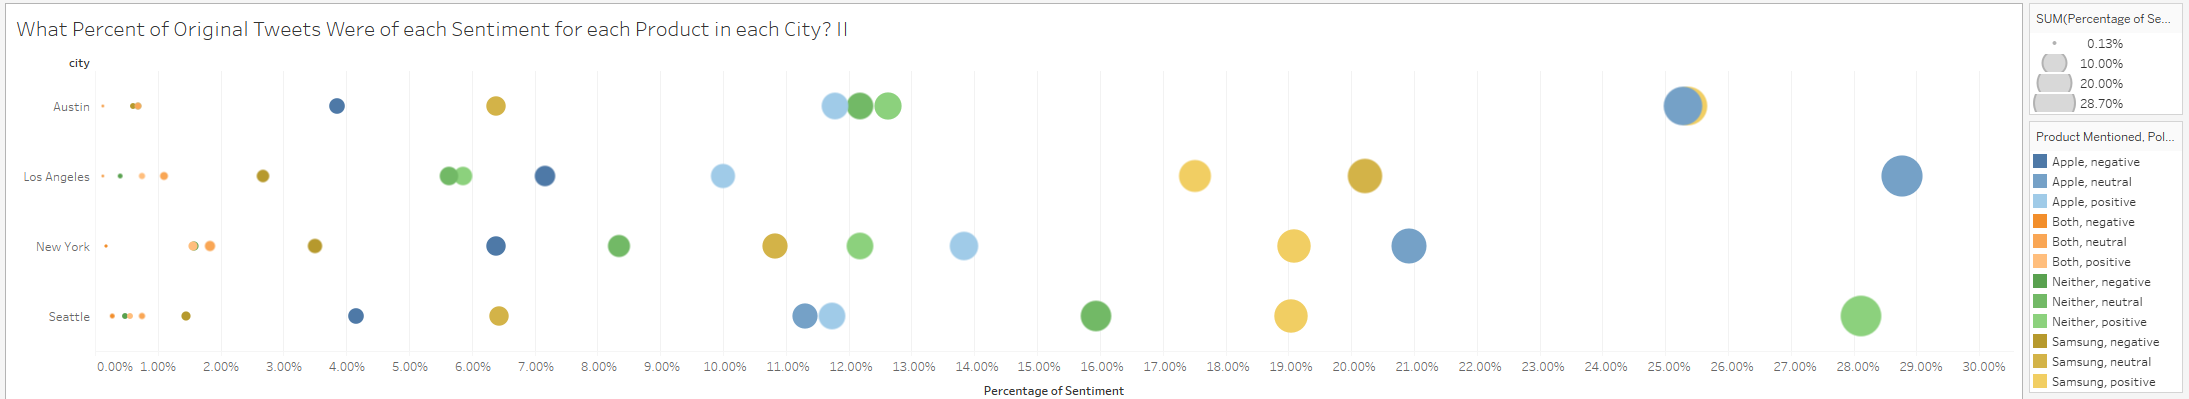 What Percent of Original Tweets Were of each Sentiment for each Product in each City? II
city
Austin
Los Angeles
New York
Seattle
0.00% 1.00% 2.00% 3.00% 4.00% 5.00% 6.00% 7.00% 8.00% 9.00% 10.00% 11.00% 12.00% 13.00% 14.00% 15.00% 16.00% 17.00% 18.00% 19.00% 20.00% 21.00% 22.00% 23.00% 24.00% 25.00% 26.00% 27.00% 28.00% 29.00% 30.00%
Percentage of Sentiment
SUM(Percentage of Se...
0.13%
10.00%
20.00%
28.70%
Product Mentioned, Pol...
Apple, negative
Apple, neutral
Apple, positive
Both, negative
Both, neutral
Both, positive
Neither, negative
Neither, neutral
Neither, positive
Samsung, negative
Samsung, neutral
Samsung, positive